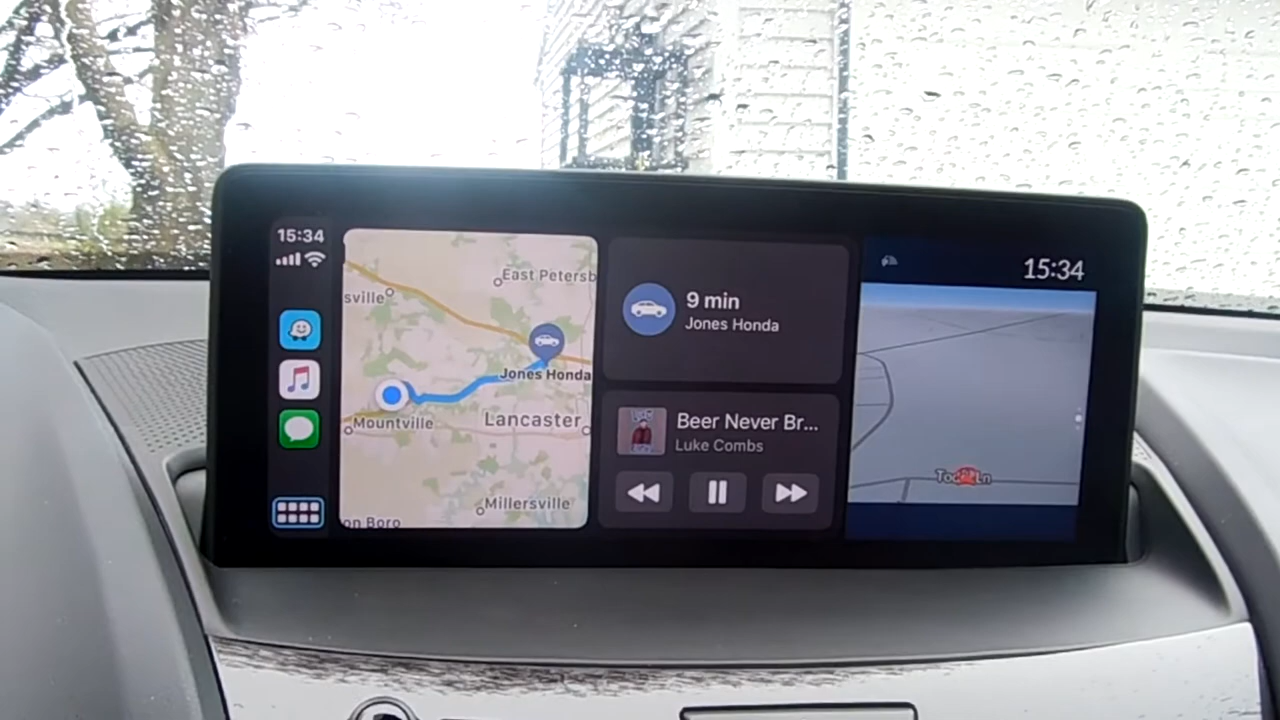 15:34
East Petersb
sville
Jones Honda
Mountville
Lancaster
Millersville
on Boro
9 min
Jones Honda
Beer Never Br...
Luke Combs
15:34